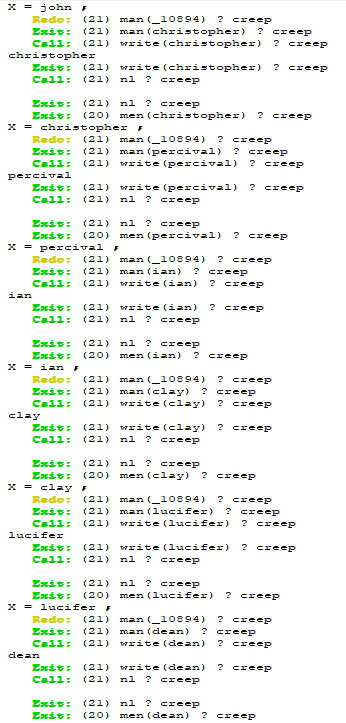 X = john ;
Redo: (21) man(_10894) ? creep
Exit: (21) man(christopher) ? creep
Call: (21) write(christopher) ? creep
christopher
Exit: (21) write(christopher) ? creep
Call: (21) nl ? creep
Exit: (21) nl ? creep
Exit: (20) men(christopher) ? creep
X = christopher ;
Redo: (21) man(_10894) ? creep
Exit: (21) man(percival) ? creep
Call: (21) write(percival) ? creep
percival
Exit: (21) write(percival) ? creep
Call: (21) nl ? creep
Exit: (21) nl ? creep
Exit: (20) men(percival) ? creep
X = percival ;
Redo: (21) man(_10894) ? creep
Exit: (21) man(ian) ? creep
Call: (21) write(ian) ? creep
ian
Exit: (21) write(ian) ? creep
Call: (21) nl ? creep
Exit: (21) nl ? creep
Exit: (20) men(ian) ? creep
X = ian ;
Redo: (21) man(_10894) ? creep
Exit: (21) man(clay) ? creep
Call: (21) write(clay) ? creep
clay
Exit: (21) write(clay) ? creep
Call: (21) nl ? creep
Exit: (21) nl ? creep
Exit: (20) men(clay) ? creep
X = clay ;
Redo: (21) man(_10894) ? creep
Exit: (21) man(lucifer) ? creep
Call: (21) write(lucifer) ? creep
lucifer
Exit: (21) write(lucifer) ? creep
Call: (21) nl ? creep
Exit: (21) nl ? creep
Exit: (20) men(lucifer) ? creep
X = lucifer ;
Redo: (21) man(_10894) ? creep
Exit: (21) man(dean) ? creep
Call: (21) write(dean) ? creep
dean
Exit: (21) write(dean) ? creep
Call: (21) nl ? creep
Exit: (21) nl ? creep
Exit: (20) men(dean) ? creep